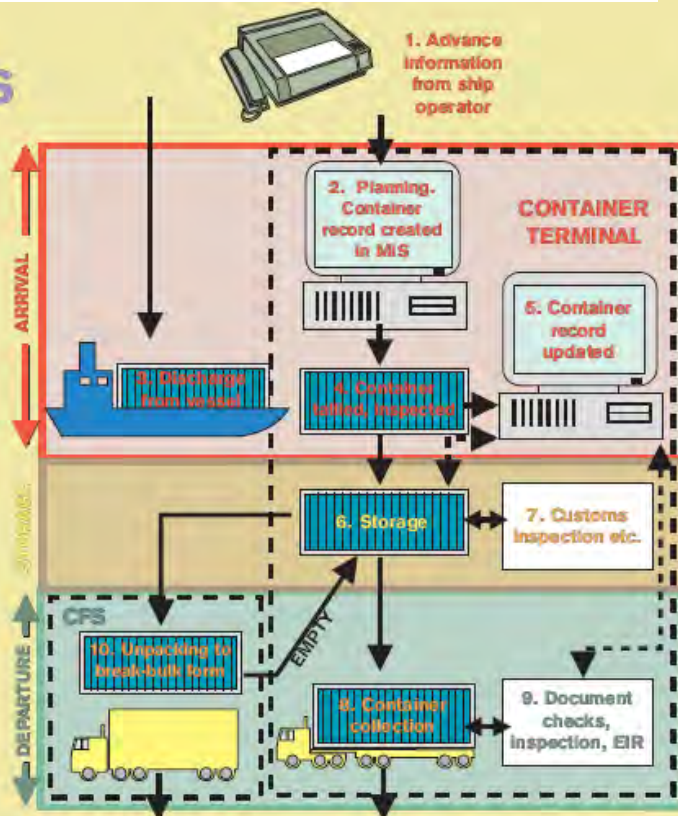 1. Advance
information
from ship
operator
2. Planning.
Container
record created
in MIS
CONTAINER
TERMINAL
ARRIVAL
5. Container
record
updated
3. Discharge
from vessel
4. Container
tallied, inspected
6. Storage
7. Customs
inspection etc.
STORAGE
CFS
EMPTY
10. Unpacking to
break-bulk form
DEPARTURE
8. Container
collection
9. Document
checks,
inspection, EIR